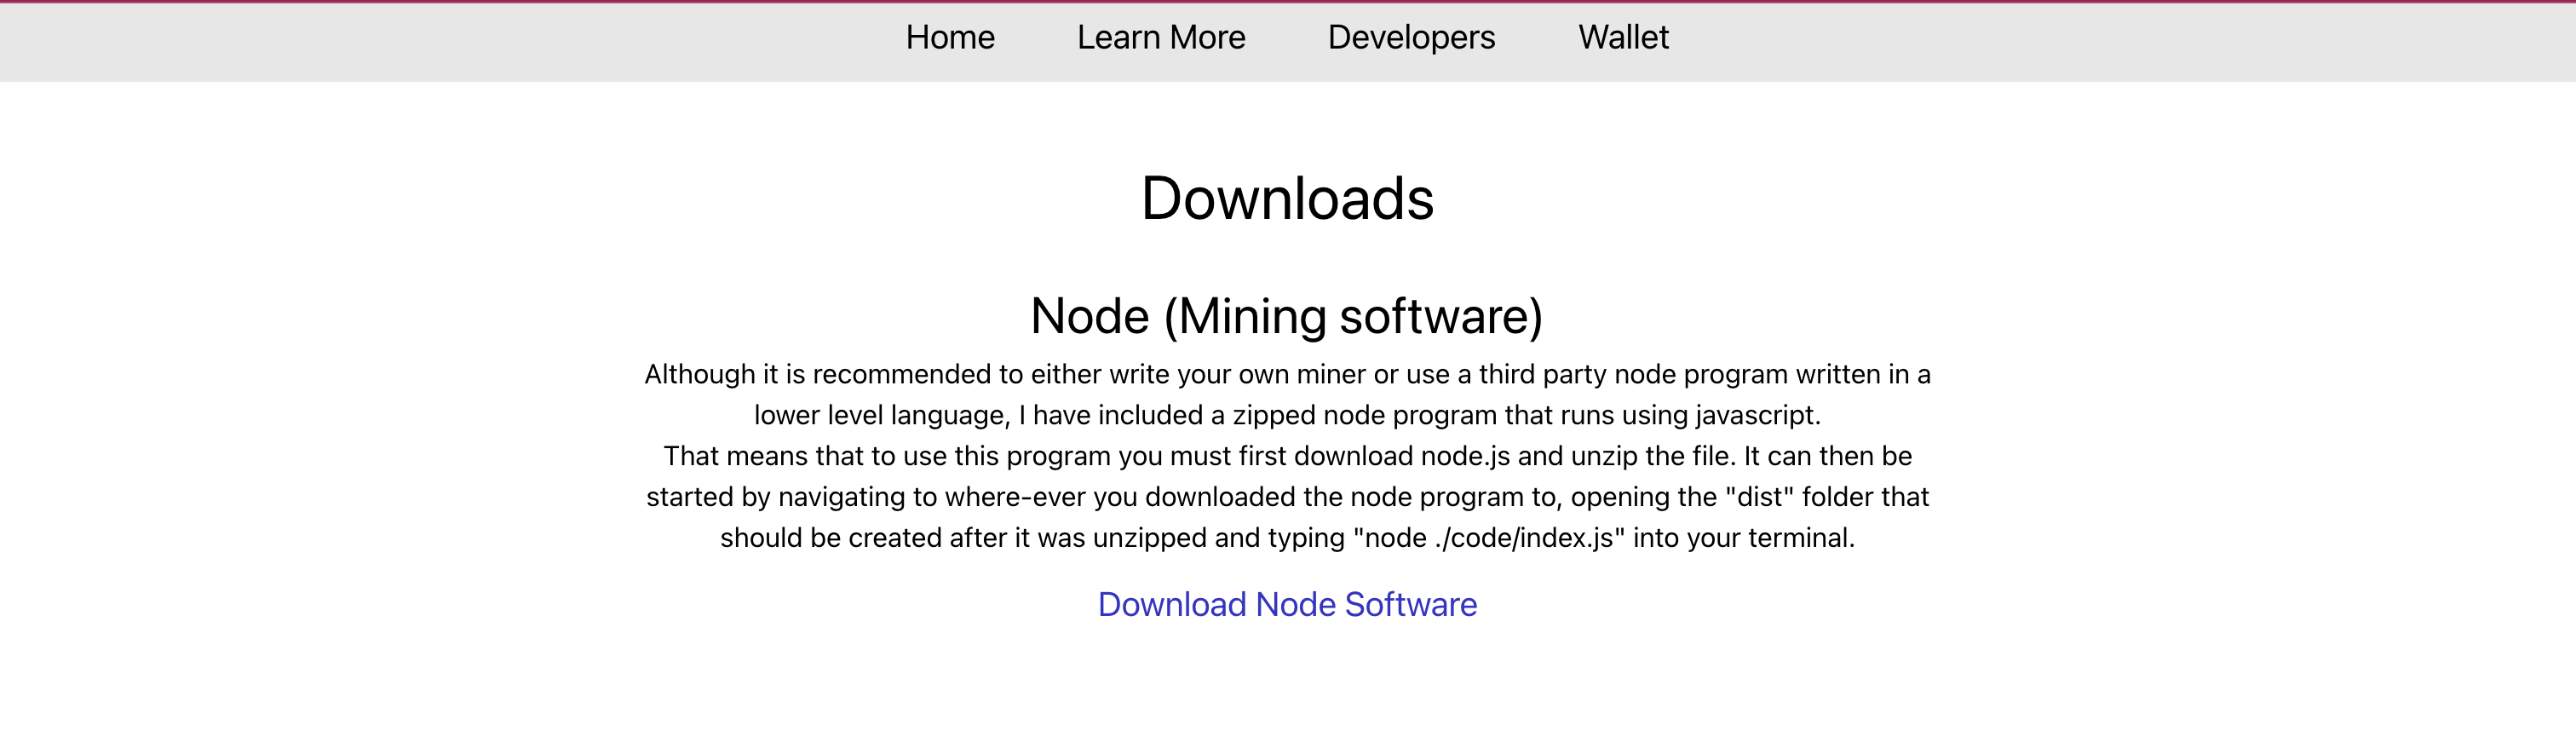 Home Learn More Developers Wallet
Downloads
Node (Mining software)
Although it is recommended to either write your own miner or use a third party node program written in a
lower level language, I have included a zipped node program that runs using javascript.
That means that to use this program you must first download node.js and unzip the file. It can then be
started by navigating to where-ever you downloaded the node program to, opening the "dist" folder that
should be created after it was unzipped and typing "node ./code/index.js" into your terminal.
Download Node Software